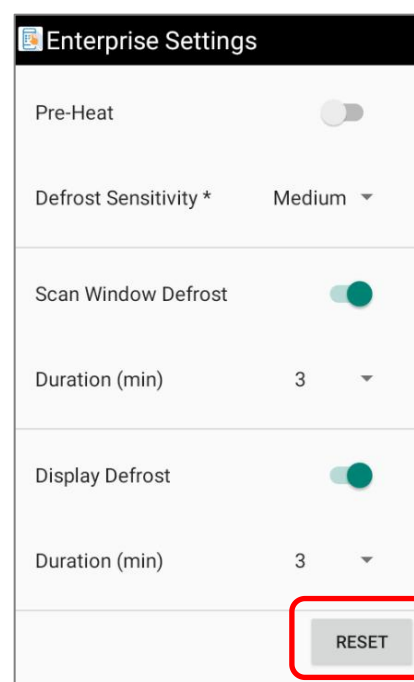 Enterprise Settings
Pre-Heat
Defrost Sensitivity * Medium
Scan Window Defrost
Duration (min) 3
Display Defrost
Duration (min) 3
RESET